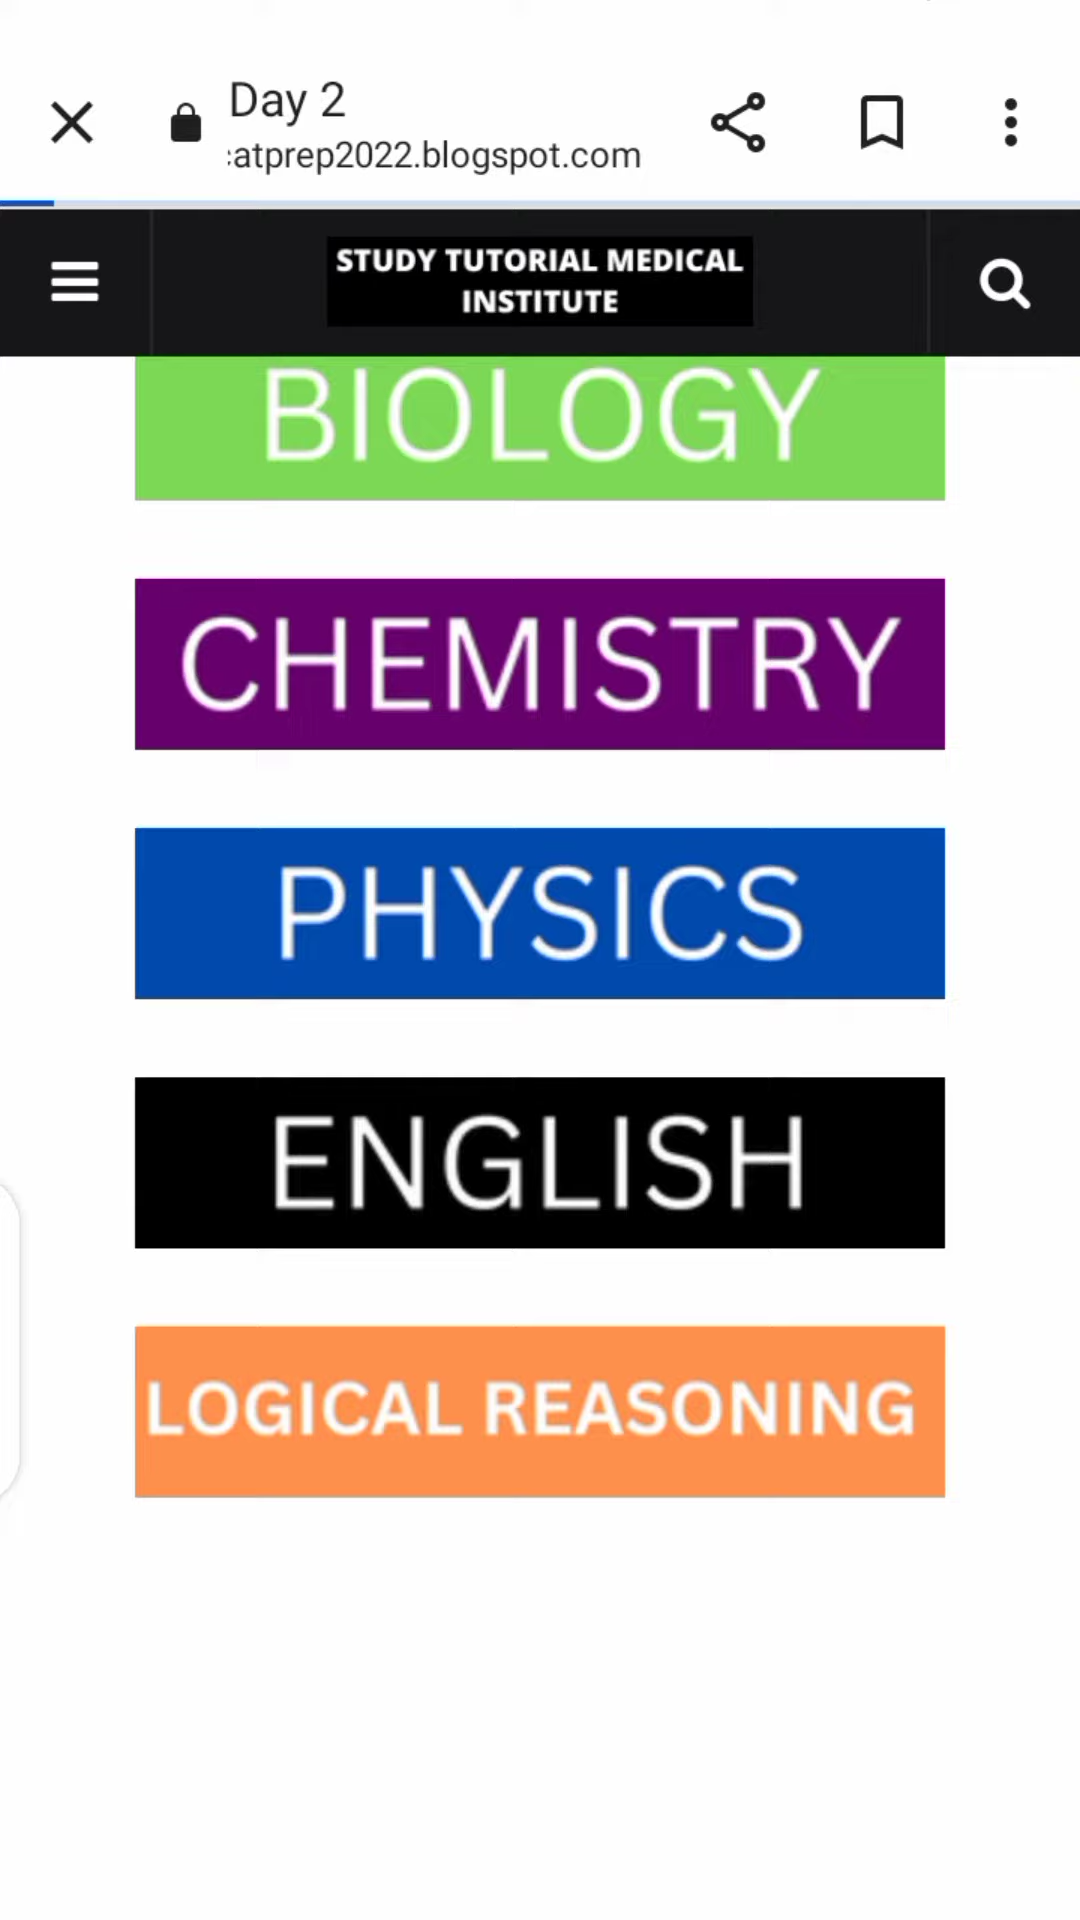 Day 2
atprep2022.blogspot.com
STUDY TUTORIAL MEDICAL
INSTITUTE
BIOLOGY
CHEMISTRY
PHYSICS
ENGLISH
LOGICAL REASONING